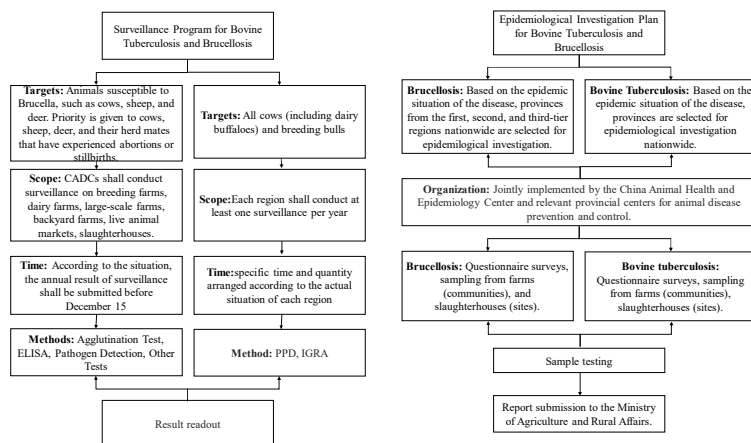 Surveillance Program for Bovine
Tuberculosis and Brucellosis
Targets: Animals susceptible to
Brucella, such as cows, sheep, and
deer. Priority is given to cows,
sheep, deer, and their herd mates
that have experienced abortions or
stillbirths.
Scope: CADCs shall conduct
surveillance on breeding farms,
dairy farms, large-scale farms,
backyard farms, live animal
markets, slaughterhouses.
Time: According to the situation,
the annual result of surveillance
shall be submitted before
December 15
Methods: Agglutination Test,
ELISA, Pathogen Detection, Other
Tests
Targets: All cows (including dairy
buffaloes) and breeding bulls
Scope:Each region shall conduct at
least one surveillance per year
Time:specific time and quantity
arranged according to the actual
situation of each region
Method: PPD, IGRA
Result readout
Epidemiological Investigation Plan
for Bovine Tuberculosis and
Brucellosis
Brucellosis: Based on the epidemic
situation of the disease, provinces
from the first, second, and third-tier
regions nationwide are selected for
epidemiological investigation.
Bovine Tuberculosis: Based on the
epidemic situation of the disease,
provinces are selected for
epidemiological investigation
nationwide.
Organization: Jointly implemented by the China Animal Health and
Epidemiology Center and relevant provincial centers for animal disease
prevention and control.
Brucellosis: Questionnaire surveys,
sampling from farms
(communities), and
slaughterhouses (sites).
Bovine tuberculosis:
Questionnaire surveys, sampling
from farms (communities),
slaughterhouses (sites).
Sample testing
Report submission to the Ministry
of Agriculture and Rural Affairs.